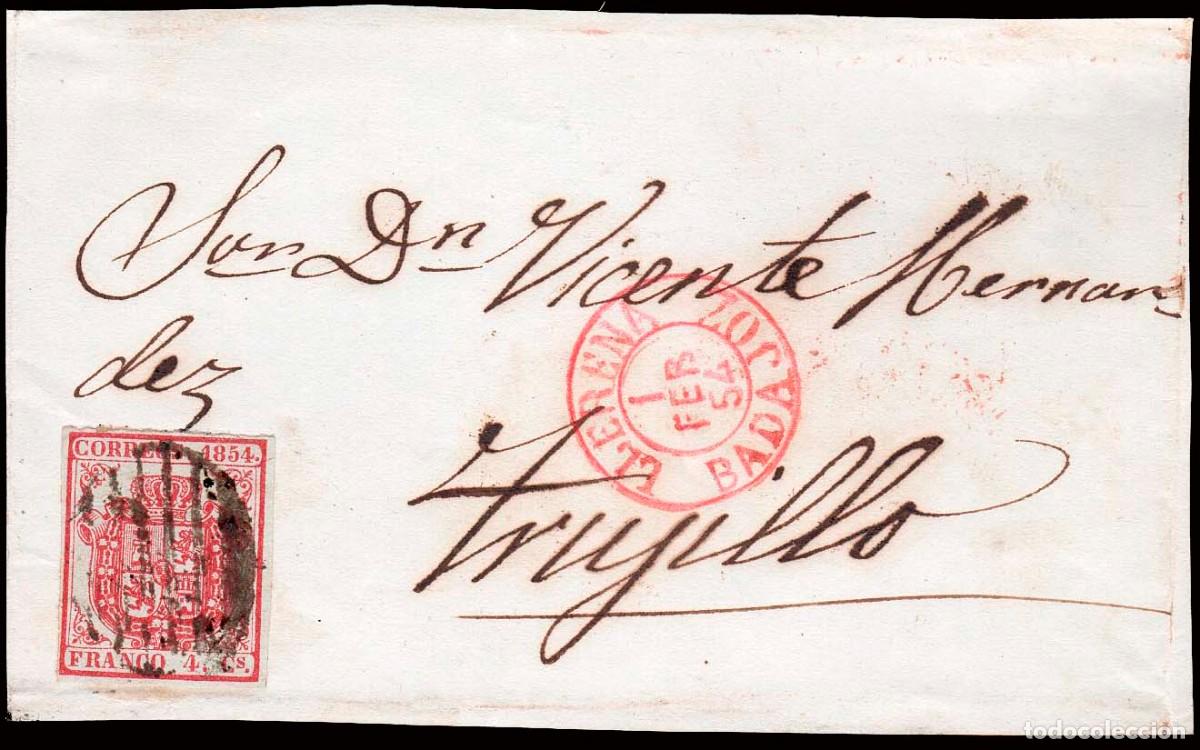 Sor Dn Vicente Hernan
dez
Trujillo
LLERENA BADAJOZ
1
FEB
54
CORREOS 1854.
FRANCO 4. Cs.
todocoleccion